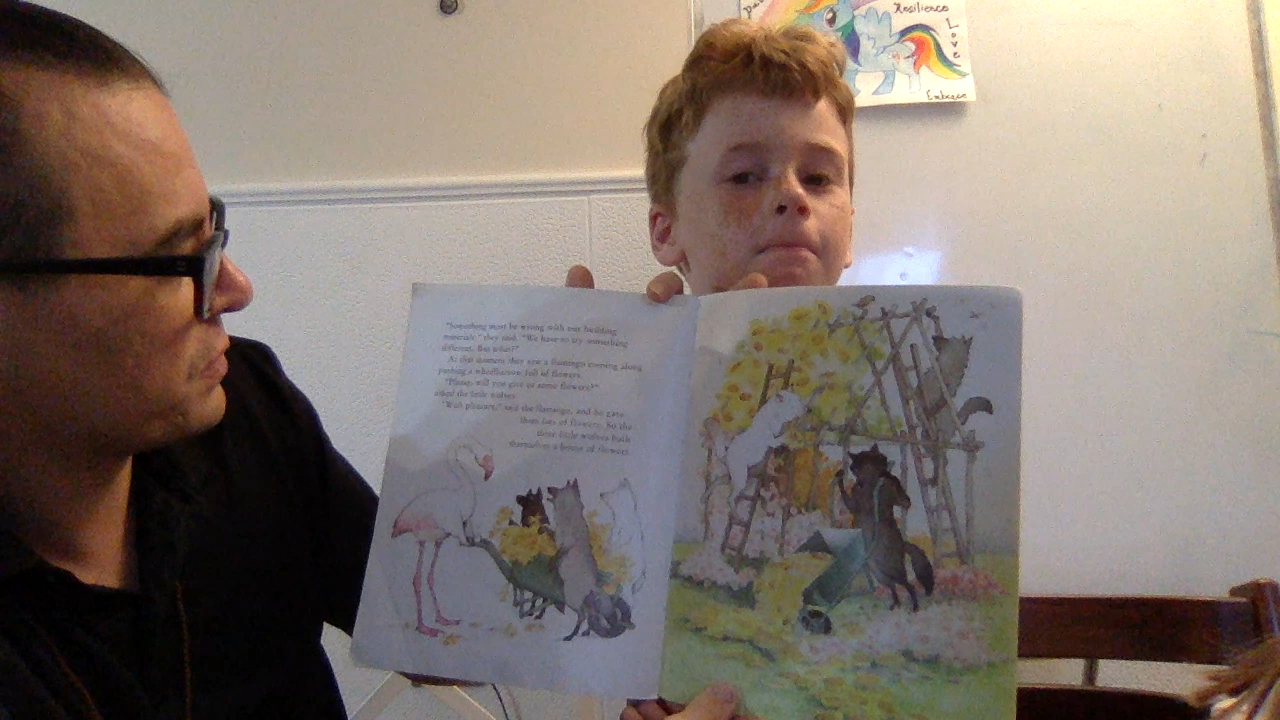 Resilience
Love
Embrace
"Something must be wrong with our building
materials," they said. "We have to try something
different. But what?"
At that moment they saw a flamingo coming along
pushing a wheelbarrow full of flowers.
"Please, will you give us some flowers?"
asked the little wolves.
"With pleasure," said the flamingo, and he gave
them lots of flowers. So the
three little wolves built
themselves a house of flowers.